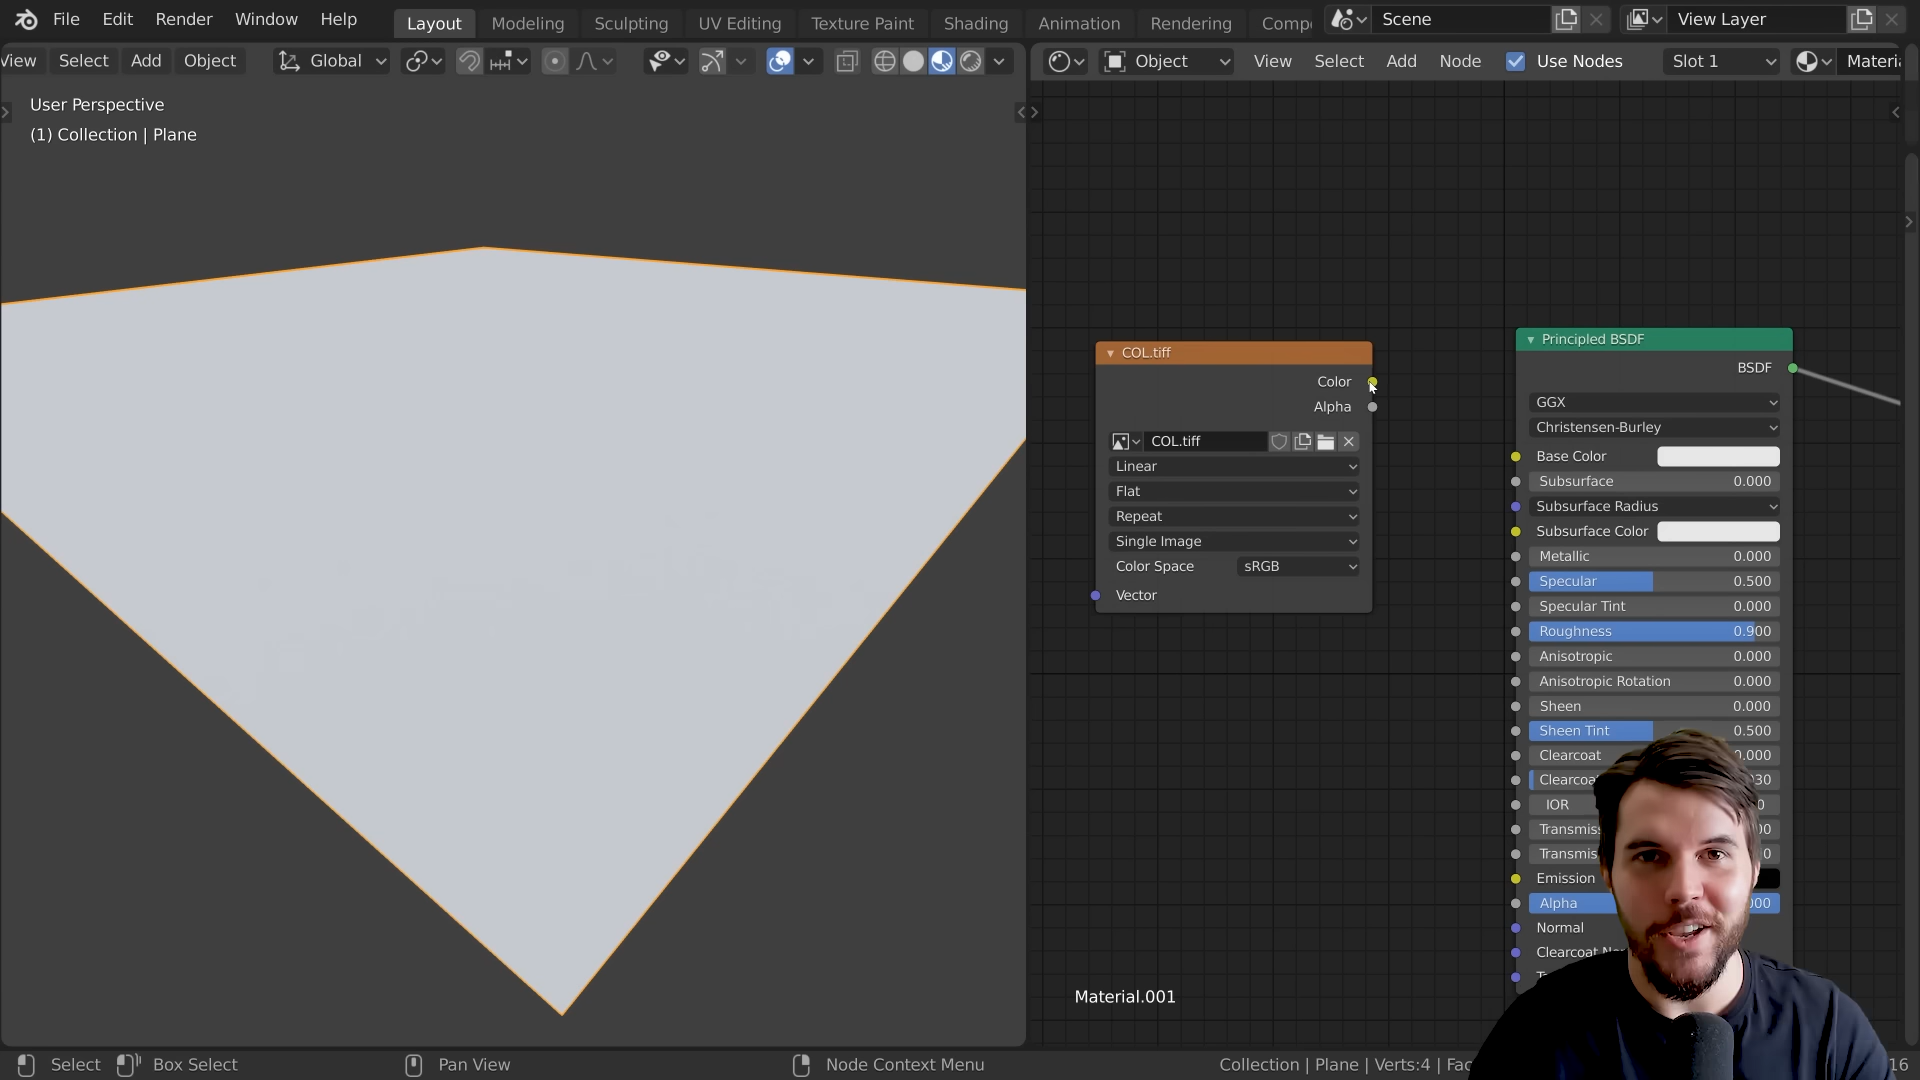 File Edit Render Window Help Layout Modeling Sculpting UV Editing Texture Paint Shading Animation Rendering Scene View Layer
View Select Add Object Global Object View Select Add Node Use Nodes Slot 1
User Perspective
(1) Collection | Plane
COL.tiff
Color
Alpha
COL.tiff
Linear
Flat
Repeat
Single Image
Color Space sRGB
Vector
Principled BSDF
BSDF
GGX
Christensen-Burley
Base Color
Subsurface 0.000
Subsurface Radius
Subsurface Color
Metallic 0.000
Specular 0.500
Specular Tint 0.000
Roughness 0.900
Anisotropic 0.000
Anisotropic Rotation 0.000
Sheen 0.000
Sheen Tint 0.500
Clearcoat 0.000
IOR
Emission
Alpha
Normal
Material.001
Select Box Select Pan View Node Context Menu Collection | Plane | Verts:4 |